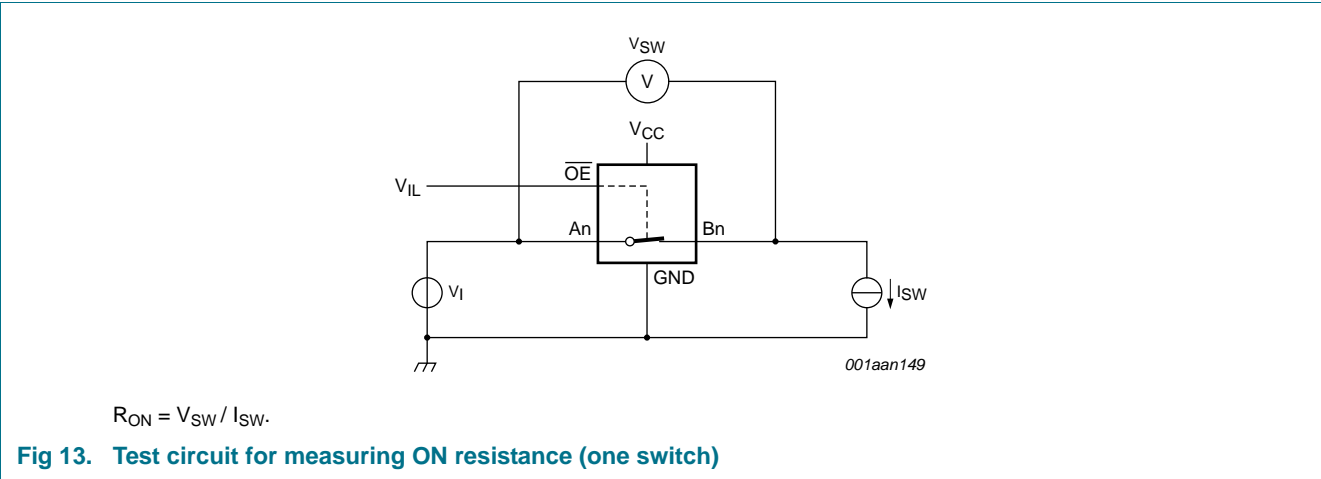 VSW
V
VCC
OE
VIL
An
Bn
GND
VI
ISW
001aan149
RON = VSW / ISW.
Fig 13. Test circuit for measuring ON resistance (one switch)